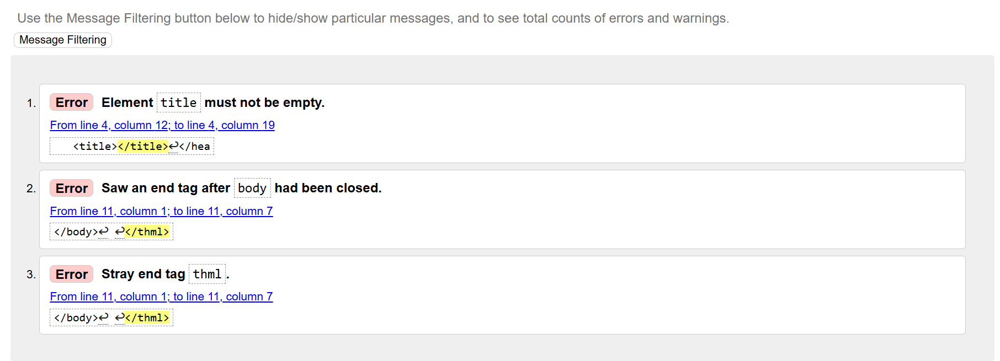 Use the Message Filtering button below to hide/show particular messages, and to see total counts of errors and warnings.
Message Filtering
1. Error Element title must not be empty.
From line 4, column 12; to line 4, column 19
<title></title>↩</hea
2. Error Saw an end tag after body had been closed.
From line 11, column 1; to line 11, column 7
</body>↩ ↩</thml>
3. Error Stray end tag thml.
From line 11, column 1; to line 11, column 7
</body>↩ ↩</thml>